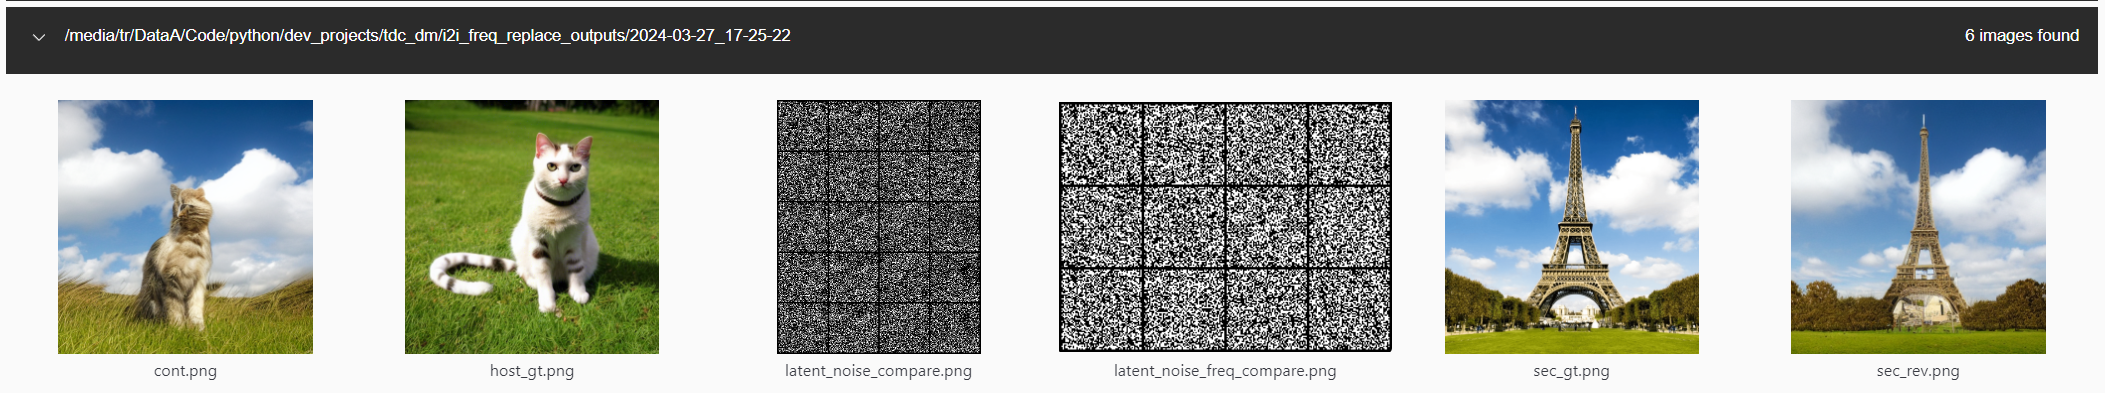 /media/tr/DataA/Code/python/dev_projects/tdc_dm/i2i_freq_replace_outputs/2024-03-27_17-25-22
6 images found
cont.png
host_gt.png
latent_noise_compare.png
latent_noise_freq_compare.png
sec_gt.png
sec_rev.png